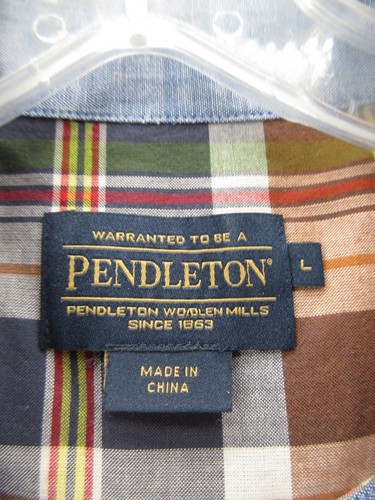 WARRANTED TO BE A
PENDLETON®
PENDLETON WOOLEN MILLS
SINCE 1863
L
MADE IN
CHINA